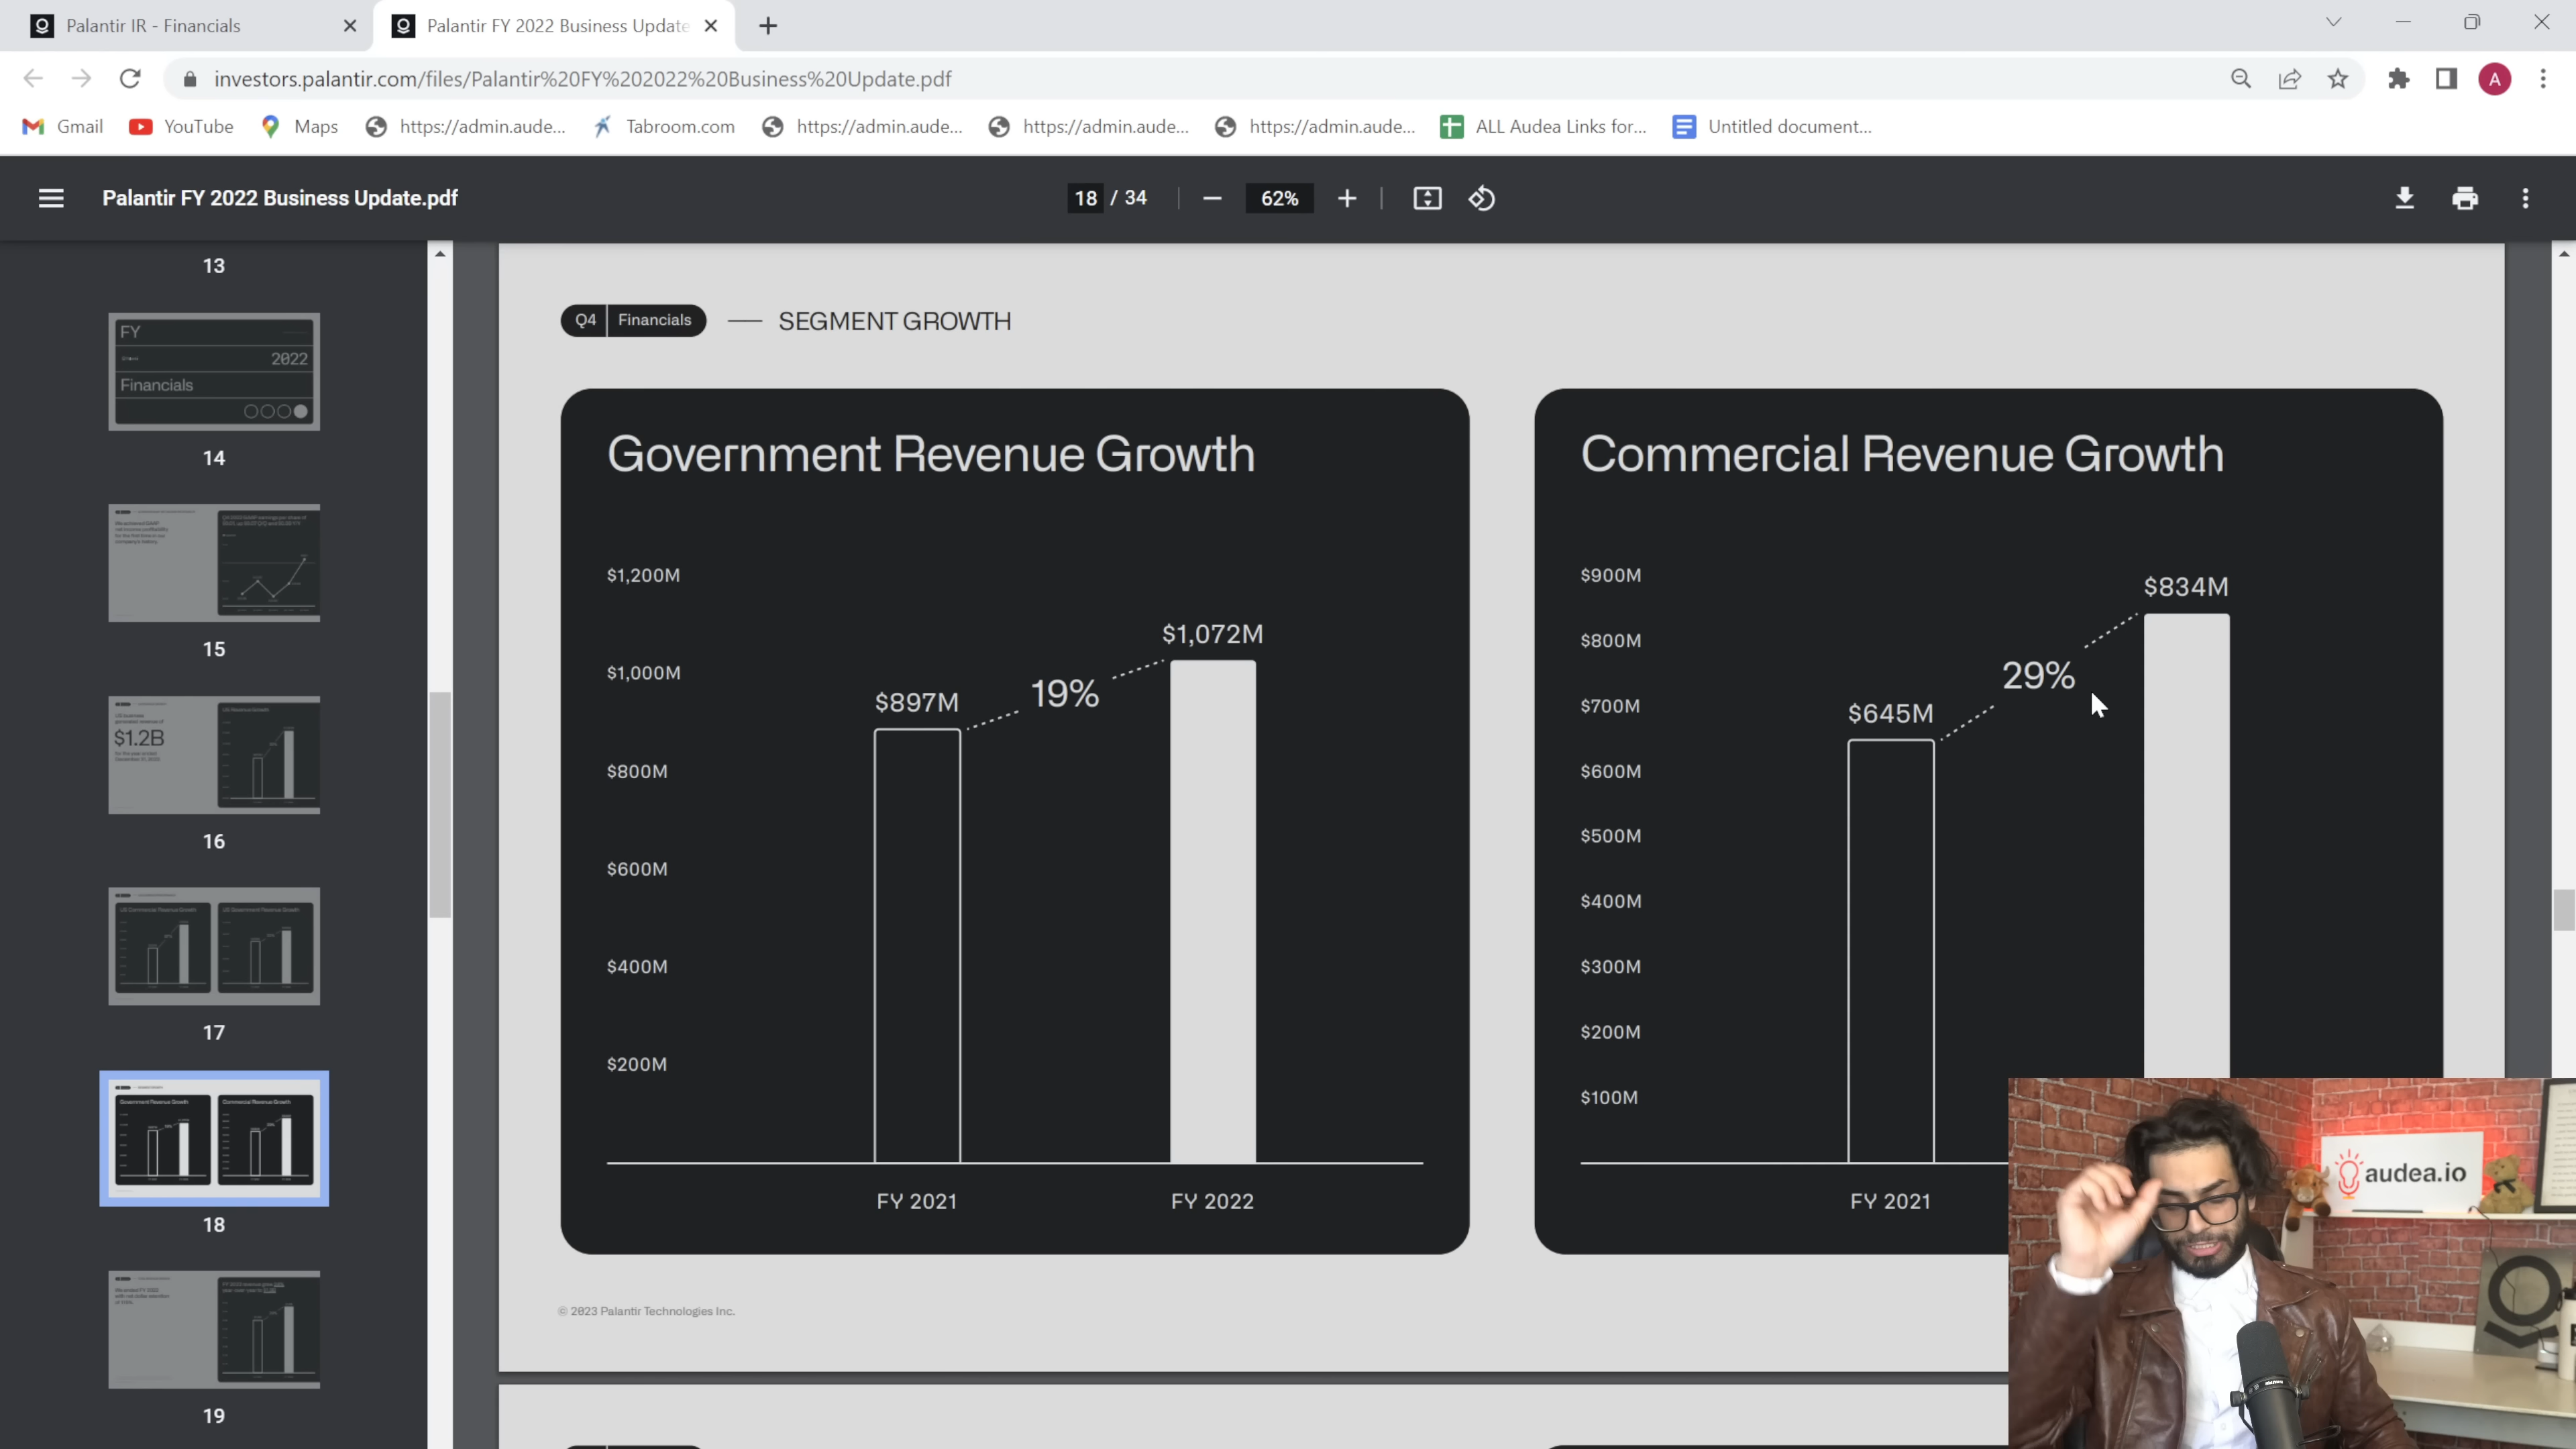 Palantir IR - Financials
Palantir FY 2022 Business Update
investors.palantir.com/files/Palantir%20FY%202022%20Business%20Update.pdf
A
Gmail
YouTube
Maps
https://admin.aude...
Tabroom.com
https://admin.aude...
https://admin.aude...
https://admin.aude...
ALL Audea Links for...
Untitled document...
Palantir FY 2022 Business Update.pdf
18 / 34
62%
13
FY
2022
Financials
14
15
$1.2B
16
17
18
19
Q4 Financials — SEGMENT GROWTH
Government Revenue Growth
$1,200M
$1,000M
$800M
$600M
$400M
$200M
$897M
19%
$1,072M
FY 2021
FY 2022
Commercial Revenue Growth
$900M
$800M
$700M
$600M
$500M
$400M
$300M
$200M
$100M
$645M
29%
$834M
FY 2021
© 2023 Palantir Technologies Inc.
audea.io